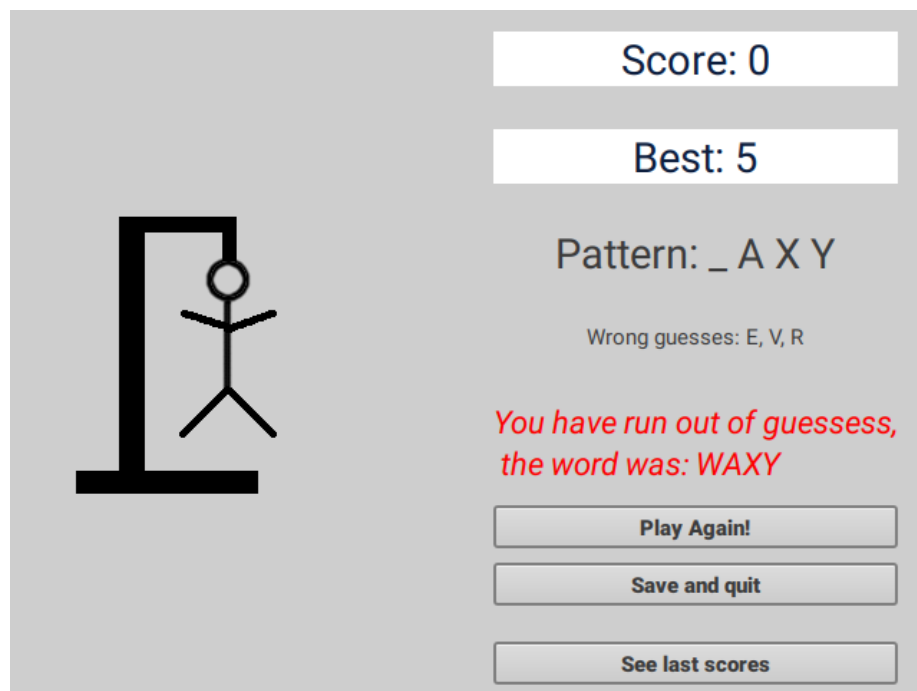 Score: 0
Best: 5
Pattern: _ A X Y
Wrong guesses: E, V, R
You have run out of guessess,
the word was: WAXY
Play Again!
Save and quit
See last scores